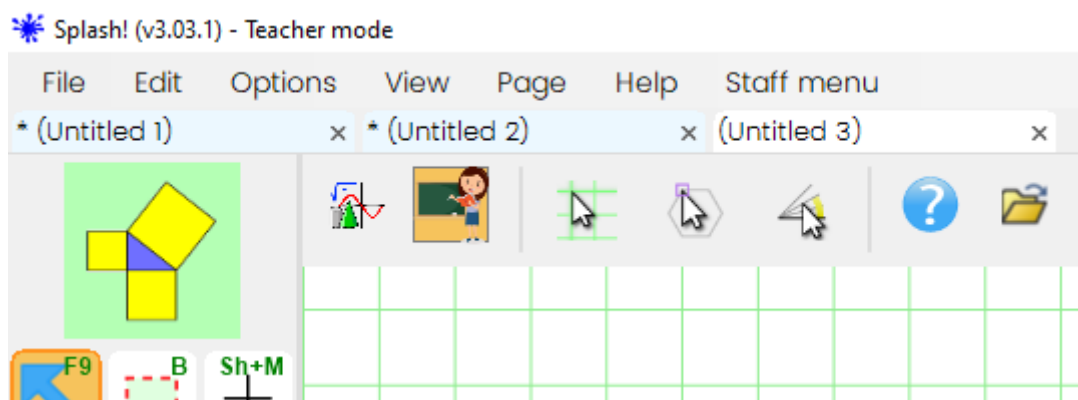 Splash! (v3.03.1) - Teacher mode
File Edit Options View Page Help Staff menu
* (Untitled 1) × * (Untitled 2) × (Untitled 3) ×
?
F9 B Sh+M